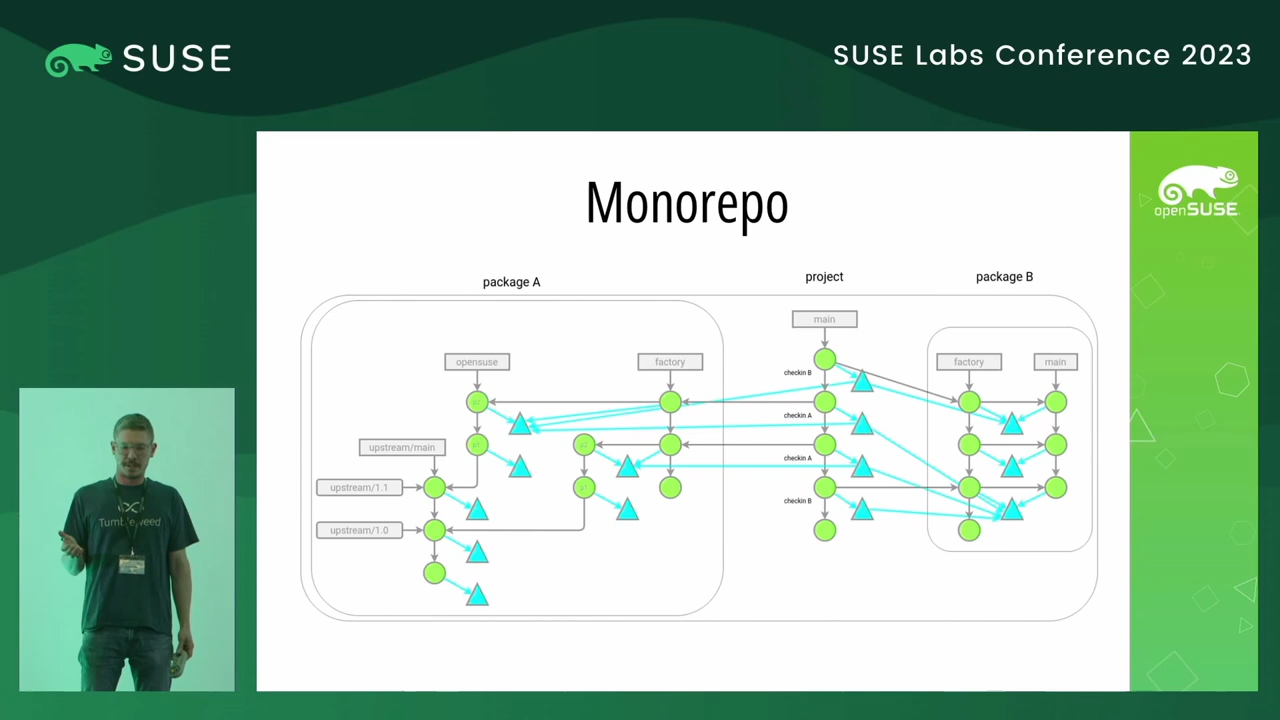 SUSE
SUSE Labs Conference 2023
Monorepo
openSUSE
package A
project
package B
main
opensuse
factory
factory
main
checkin B
checkin A
upstream/main
checkin A
upstream/1.1
checkin B
upstream/1.0
Tumbleweed